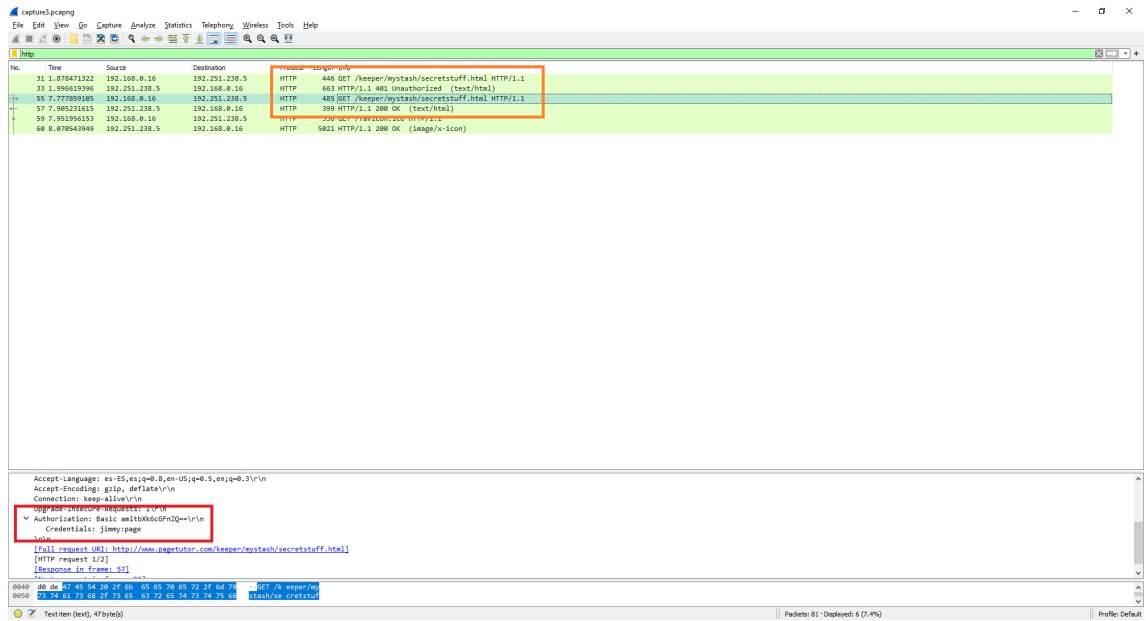 capture3.pcapng
File Edit View Go Capture Analyze Statistics Telephony Wireless Tools Help
http
No. Time Source Destination Protocol Length Info
31 1.878471322 192.168.0.16 192.251.238.5 HTTP 446 GET /keeper/mystash/secretstuff.html HTTP/1.1
33 1.996619396 192.251.238.5 192.168.0.16 HTTP 663 HTTP/1.1 401 Unauthorized (text/html)
55 7.777859105 192.168.0.16 192.251.238.5 HTTP 485 GET /keeper/mystash/secretstuff.html HTTP/1.1
57 7.905231615 192.251.238.5 192.168.0.16 HTTP 399 HTTP/1.1 200 OK (text/html)
59 7.951956153 192.168.0.16 192.251.238.5 HTTP GET /favicon.ico HTTP/1.1
60 8.070543949 192.251.238.5 192.168.0.16 HTTP 5021 HTTP/1.1 200 OK (image/x-icon)
Accept-Language: es-ES,es;q=0.8,en-US;q=0.5,en;q=0.3\r\n
Accept-Encoding: gzip, deflate\r\n
Connection: keep-alive\r\n
Upgrade-Insecure-Requests: 1\r\n
Authorization: Basic amltbXk6cGFnZQ==\r\n
Credentials: jimmy:page
\r\n
[Full request URI: http://www.pagetutor.com/keeper/mystash/secretstuff.html]
[HTTP request 1/2]
[Response in frame: 57]
0040 d0 de 47 45 54 20 2f 6b 65 65 70 65 72 2f 6d 79 ··GET /k eeper/my
0050 73 74 61 73 68 2f 73 65 63 72 65 74 73 74 75 66 stash/se cretstuf
Text item (text), 47 byte(s) Packets: 81 · Displayed: 6 (7.4%) Profile: Default